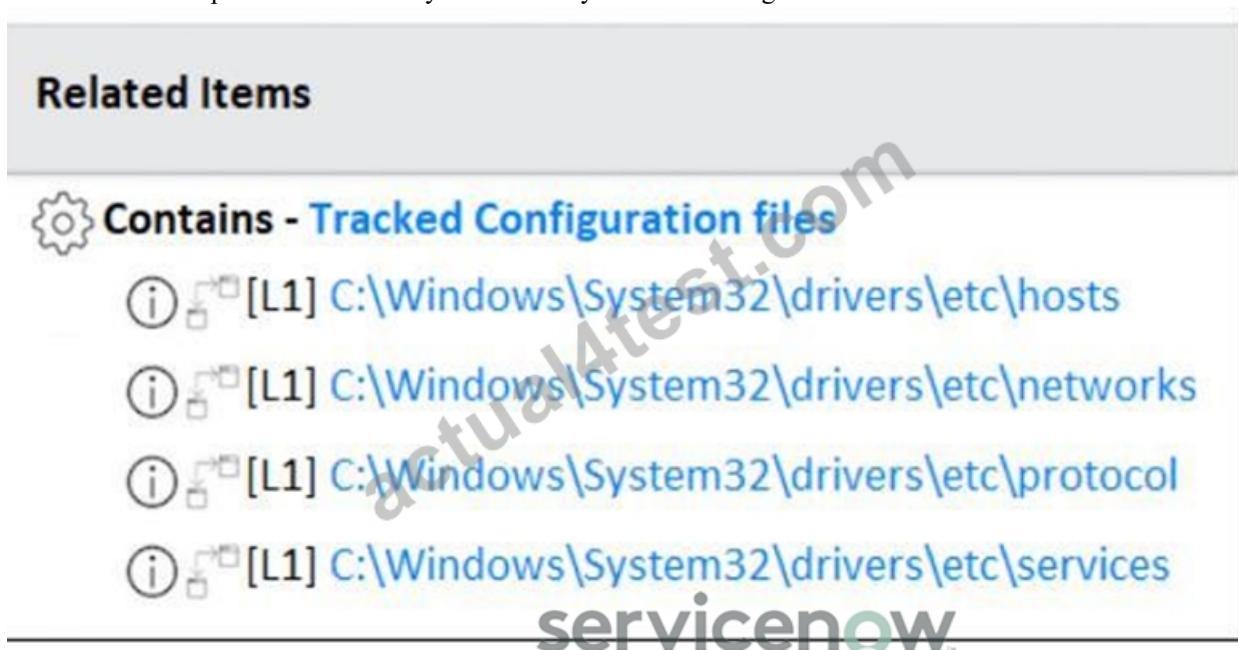 Related Items
Contains - Tracked Configuration files
[L1] C:\Windows\System32\drivers\etc\hosts
[L1] C:\Windows\System32\drivers\etc\networks
[L1] C:\Windows\System32\drivers\etc\protocol
[L1] C:\Windows\System32\drivers\etc\services
actual4test.com
servicenow